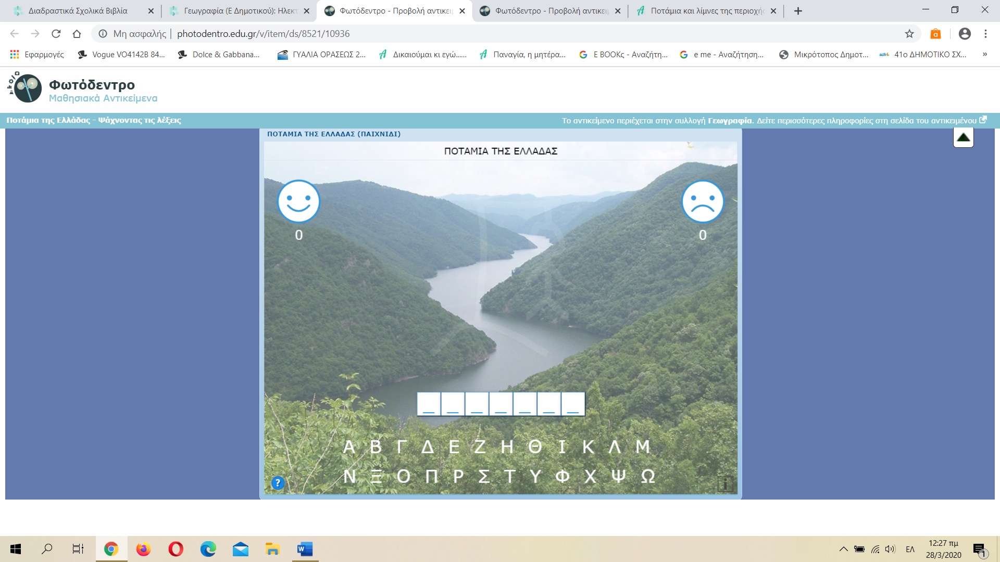 Διαδραστικά Σχολικά Βιβλία
Γεωγραφία (Ε Δημοτικού): Ηλεκτ
Φωτόδεντρο - Προβολή αντικειμ
Φωτόδεντρο - Προβολή αντικειμ
Ποτάμια και λίμνες της περιοχής
Μη ασφαλής | photodentro.edu.gr/v/item/ds/8521/10936
Εφαρμογές
Vogue VO4142B 84...
Dolce & Gabbana...
ΓΥΑΛΙΑ ΟΡΑΣΕΩΣ 2...
Δικαιούμαι κι εγώ......
Παναγία, η μητέρα...
E BOOKς - Αναζήτη...
e me - Αναζήτηση...
Μικρότοπος Δημοτ...
41ο ΔΗΜΟΤΙΚΟ ΣΧ...
»
Φωτόδεντρο
Μαθησιακά Αντικείμενα
Ποτάμια της Ελλάδας - Ψάχνοντας τις λέξεις
Το αντικείμενο περιέχεται στην συλλογή Γεωγραφία. Δείτε περισσότερες πληροφορίες στη σελίδα του αντικειμένου
ΠΟΤΑΜΙΑ ΤΗΣ ΕΛΛΑΔΑΣ (ΠΑΙΧΝΙΔΙ)
ΠΟΤΑΜΙΑ ΤΗΣ ΕΛΛΑΔΑΣ
0
0
_ _ _ _ _ _ _
Α Β Γ Δ Ε Ζ Η Θ Ι Κ Λ Μ
Ν Ξ Ο Π Ρ Σ Τ Υ Φ Χ Ψ Ω
?
i
ΕΛ
12:27 πμ
28/3/2020
1